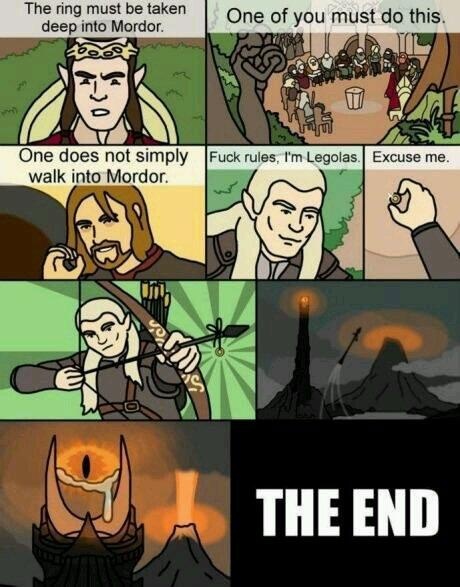 The ring must be taken
deep into Mordor.
One of you must do this.
One does not simply
walk into Mordor.
Fuck rules, I'm Legolas.
Excuse me.
THE END